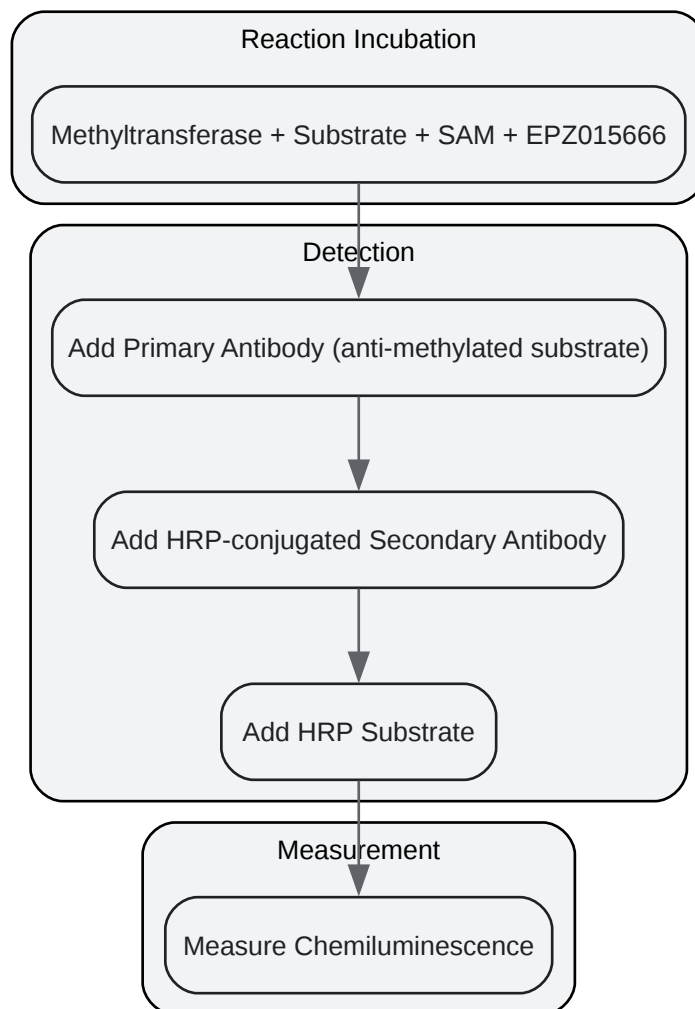 Reaction Incubation
Methyltransferase + Substrate + SAM + EPZ015666
Detection
Add Primary Antibody (anti-methylated substrate)
Add HRP-conjugated Secondary Antibody
Add HRP Substrate
Measurement
Measure Chemiluminescence